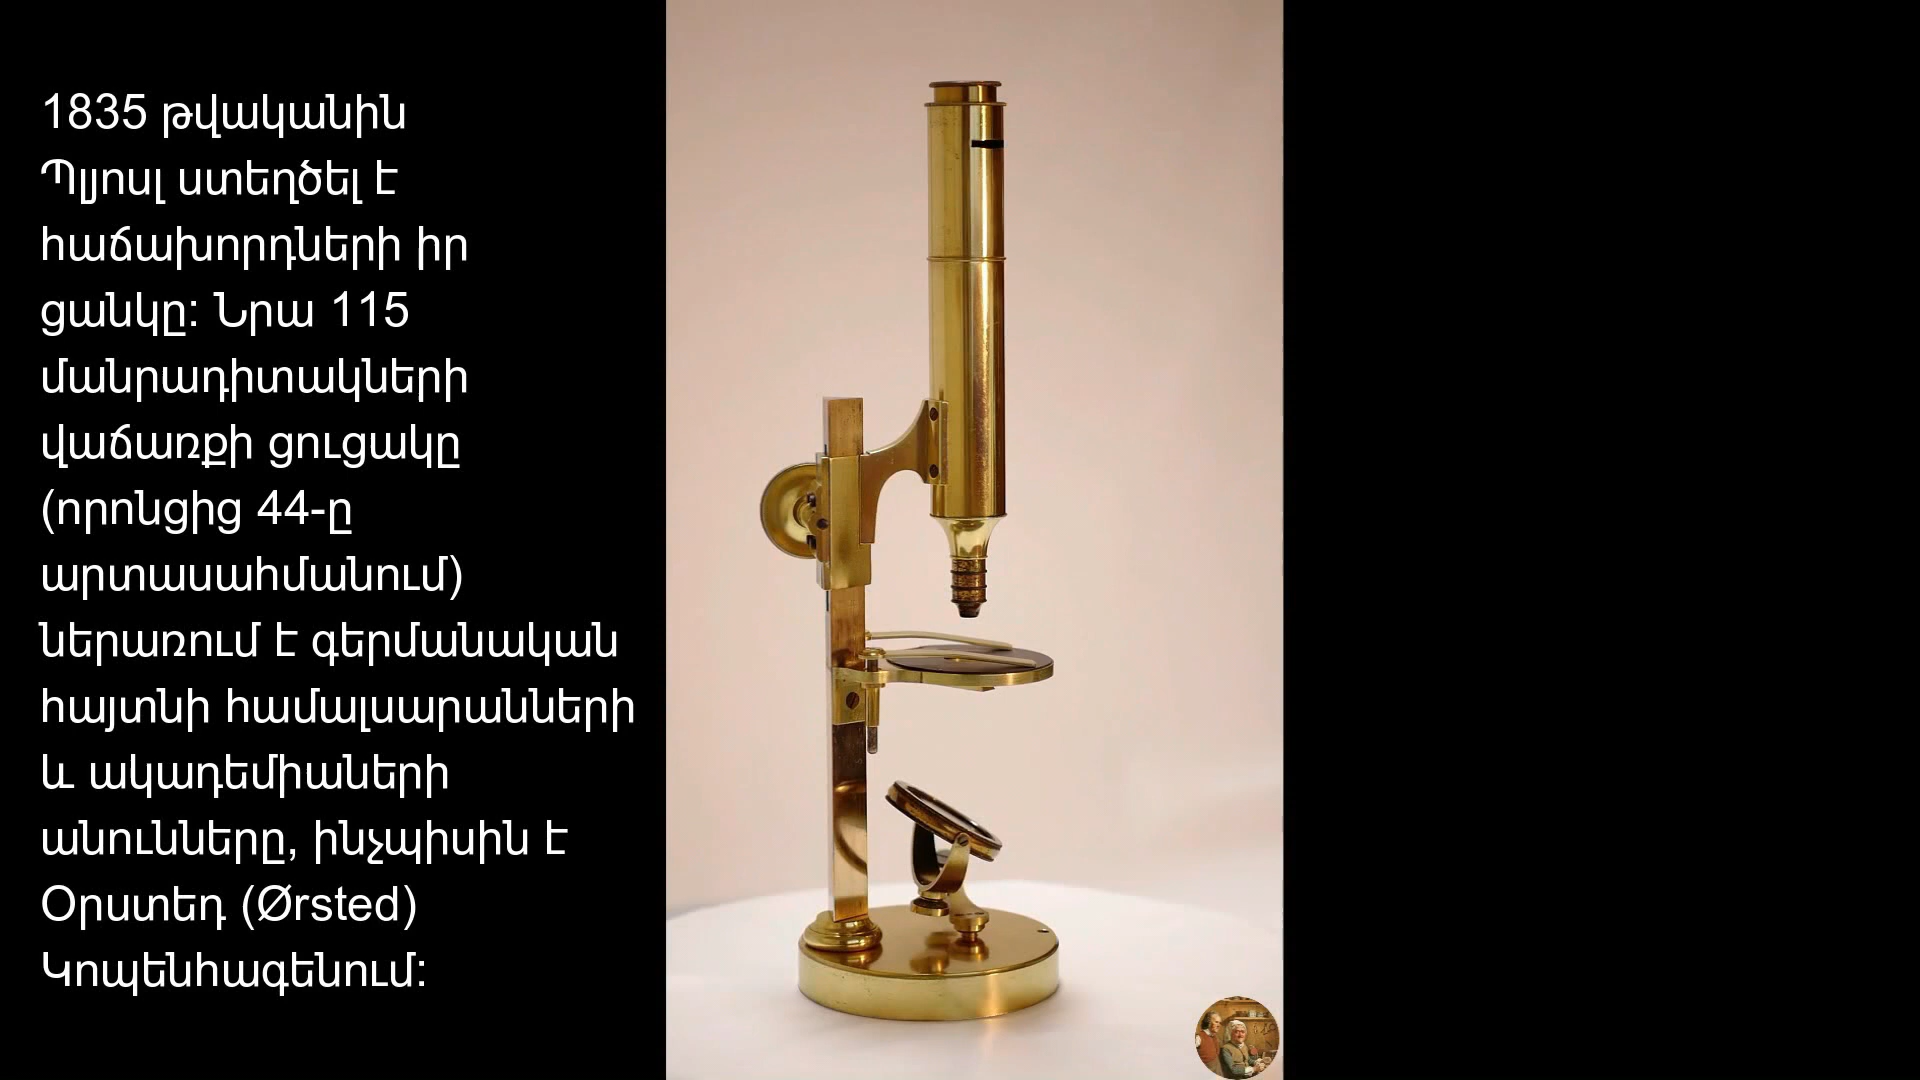 1835 թվականին
Պլյոսլ ստեղծել է
հաճախորդների իր
ցանկը: Նրա 115
մանրադիտակների
վաճառքի ցուցակը
(որոնցից 44-ը
արտասահմանում)
ներառում է գերմանական
հայտնի համալսարանների
և ակադեմիաների
անունները, ինչպիսին է
Օրստեդ (Ørsted)
Կոպենհագենում: